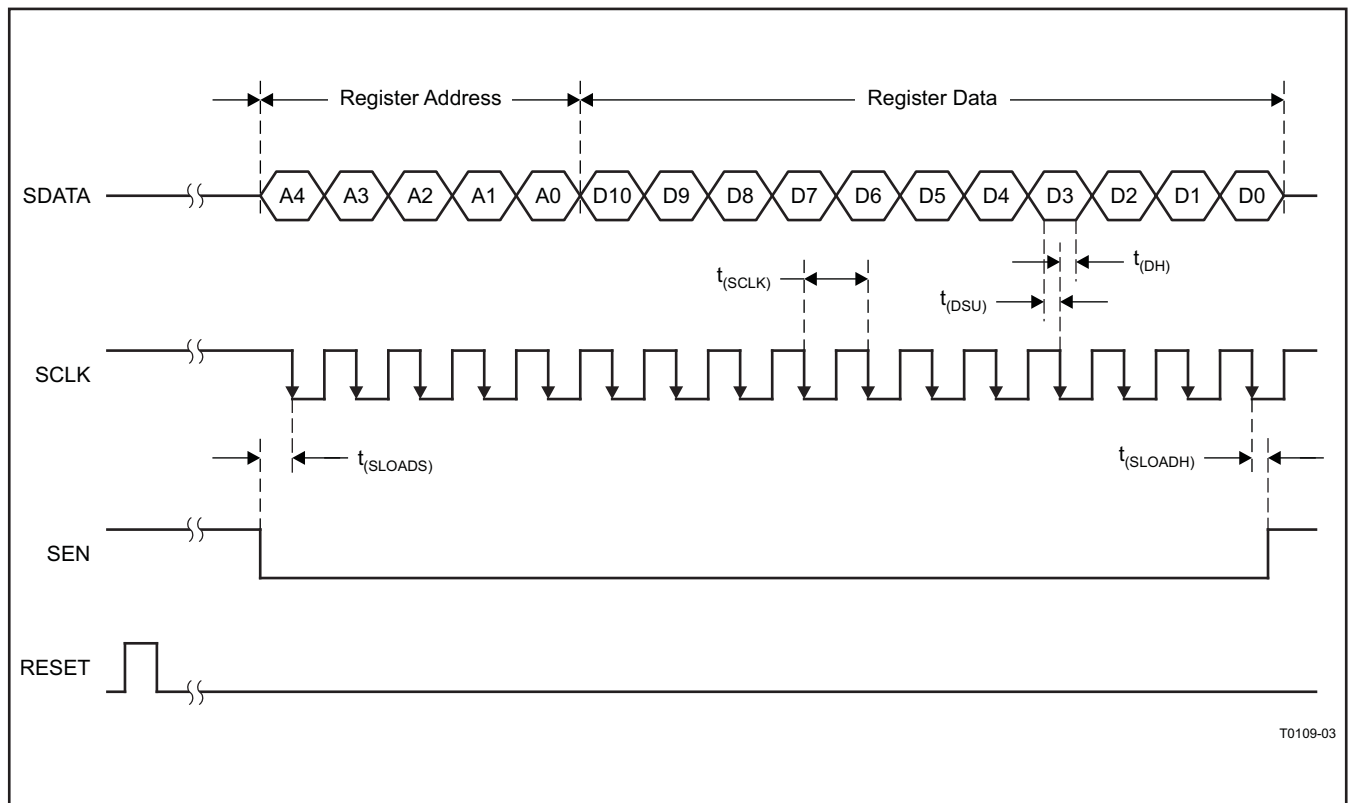 Register Address Register Data
SDATA A4 A3 A2 A1 A0 D10 D9 D8 D7 D6 D5 D4 D3 D2 D1 D0
t(DH)
t(SCLK)
t(DSU)
SCLK
t(SLOADS) t(SLOADH)
SEN
RESET
T0109-03